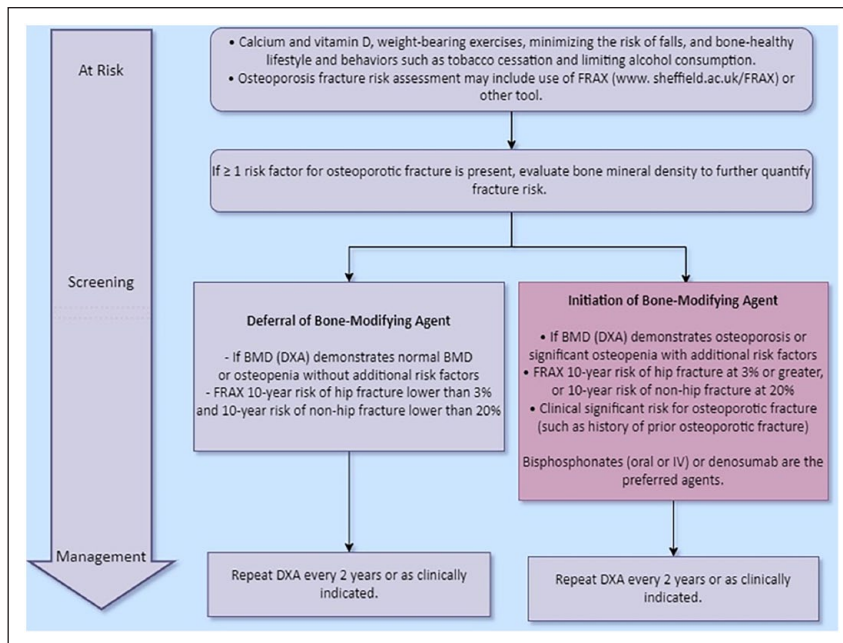 At Risk
• Calcium and vitamin D, weight-bearing exercises, minimizing the risk of falls, and bone-healthy
lifestyle and behaviors such as tobacco cessation and limiting alcohol consumption.
• Osteoporosis fracture risk assessment may include use of FRAX (www. sheffield.ac.uk/FRAX) or
other tool.
If ≥ 1 risk factor for osteoporotic fracture is present, evaluate bone mineral density to further quantify
fracture risk.
Screening
Deferral of Bone-Modifying Agent
- If BMD (DXA) demonstrates normal BMD
or osteopenia without additional risk factors
- FRAX 10-year risk of hip fracture lower than 3%
and 10-year risk of non-hip fracture lower than 20%
Initiation of Bone-Modifying Agent
• If BMD (DXA) demonstrates osteoporosis or
significant osteopenia with additional risk factors
• FRAX 10-year risk of hip fracture at 3% or greater,
or 10-year risk of non-hip fracture at 20%
• Clinical significant risk for osteoporotic fracture
(such as history of prior osteoporotic fracture)
Bisphosphonates (oral or IV) or denosumab are the
preferred agents.
Management
Repeat DXA every 2 years or as clinically
indicated.
Repeat DXA every 2 years or as clinically
indicated.